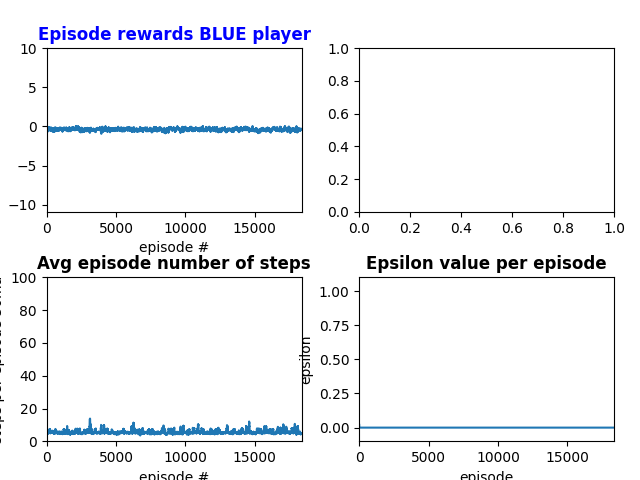 Episode rewards BLUE player
10
5
0
−5
−10
0 5000 10000 15000
episode #
1.0
0.8
0.6
0.4
0.2
0.0
0.0 0.2 0.4 0.6 0.8 1.0
Avg episode number of steps
100
80
60
40
20
0
0 5000 10000 15000
episode #
Epsilon value per episode
epsilon
1.00
0.75
0.50
0.25
0.00
0 5000 10000 15000
episode